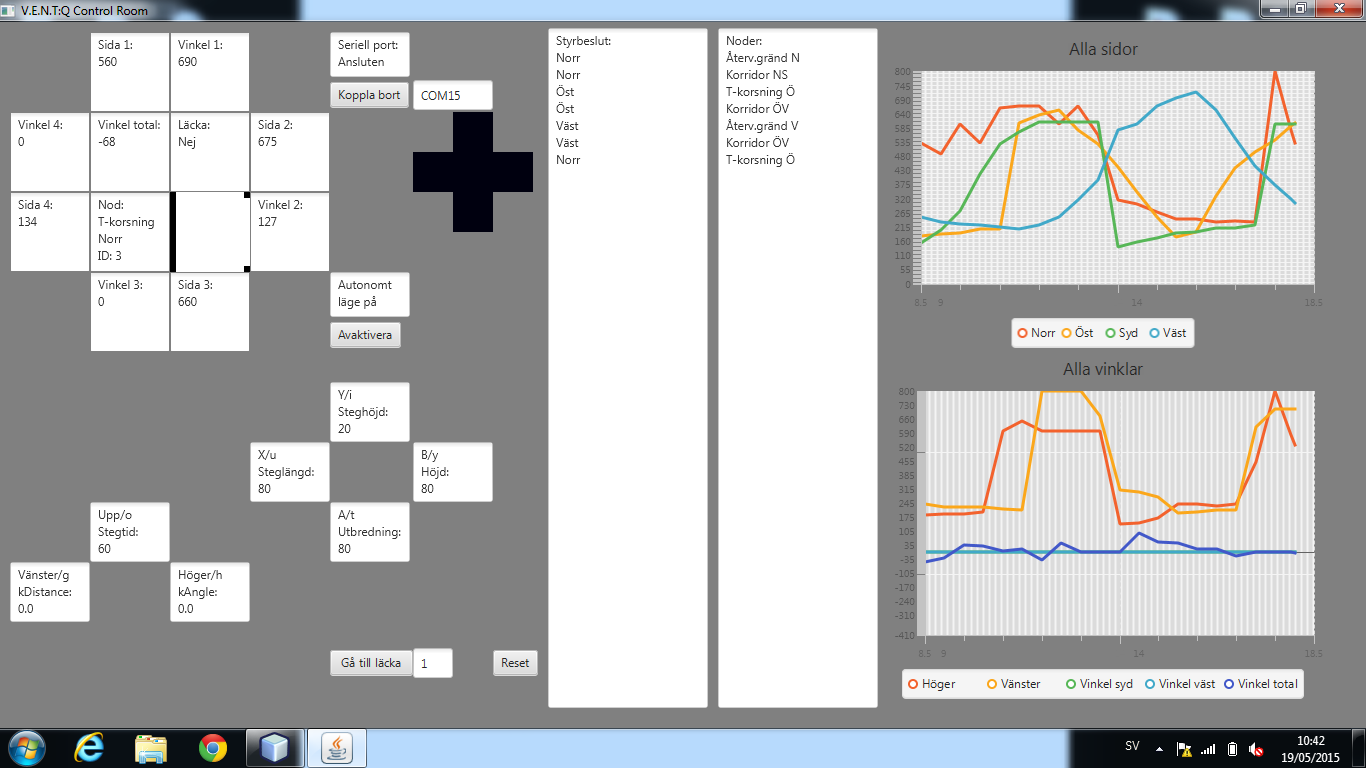 V.E.N.T:Q Control Room
Sida 1:
560
Vinkel 1:
690
Seriell port:
Ansluten
Koppla bort
COM15
Vinkel 4:
0
Vinkel total:
-68
Läcka:
Nej
Sida 2:
675
Sida 4:
134
Nod:
T-korsning
Norr
ID: 3
Vinkel 2:
127
Vinkel 3:
0
Sida 3:
660
Autonomt
läge på
Avaktivera
Y/i
Steghöjd:
20
X/u
Steglängd:
80
B/y
Höjd:
80
Upp/o
Stegtid:
60
A/t
Utbredning:
80
Vänster/g
kDistance:
0.0
Höger/h
kAngle:
0.0
Gå till läcka
1
Reset
Styrbeslut:
Norr
Norr
Öst
Öst
Väst
Väst
Norr
Noder:
Återv.gränd N
Korridor NS
T-korsning Ö
Korridor ÖV
Återv.gränd V
Korridor ÖV
T-korsning Ö
Alla sidor
800
745
690
640
585
535
480
430
375
320
265
215
160
110
55
0
8.5 9 14 18.5
Norr Öst Syd Väst
Alla vinklar
800
730
660
590
520
455
385
315
245
175
105
35
-35
-105
-170
-240
-310
-410
8.5 9 14 18.5
Höger Vänster Vinkel syd Vinkel väst Vinkel total
SV
10:42
19/05/2015